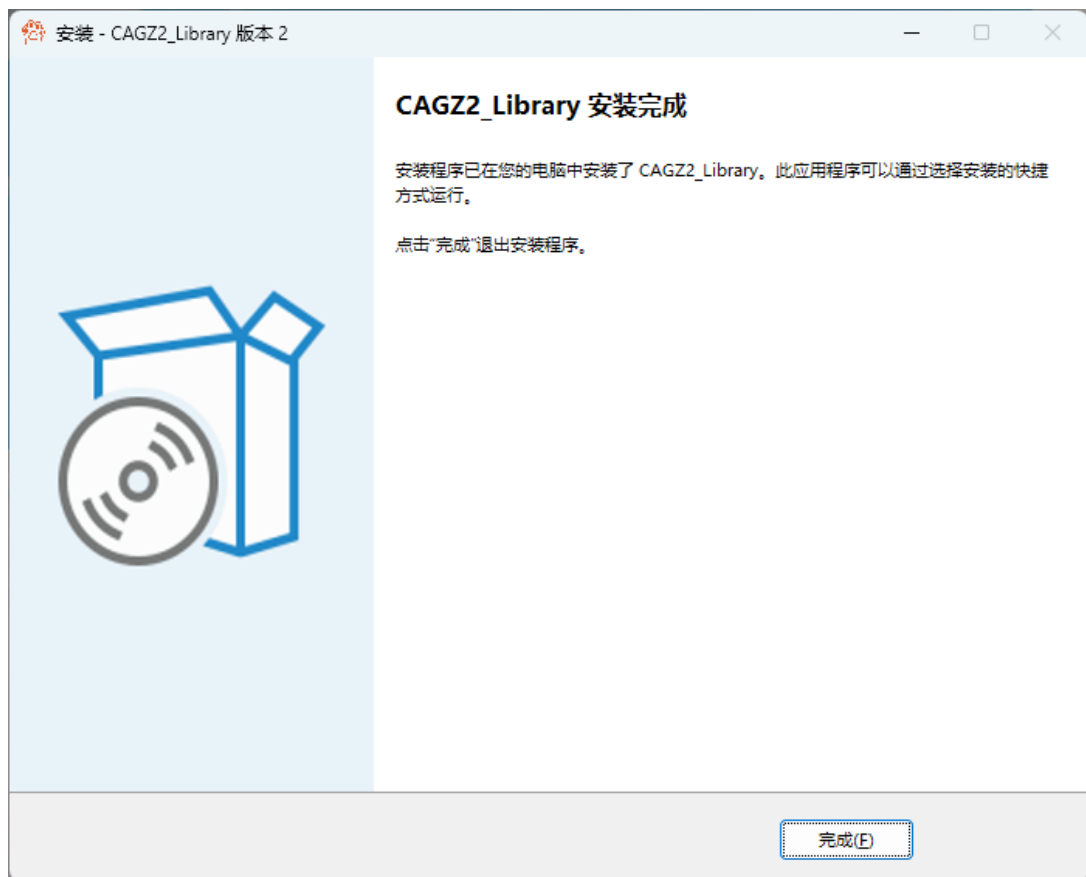 安装 - CAGZ2_Library 版本 2
CAGZ2_Library 安装完成
安装程序已在您的电脑中安装了 CAGZ2_Library。此应用程序可以通过选择安装的快捷
方式运行。
点击“完成”退出安装程序。
完成(F)